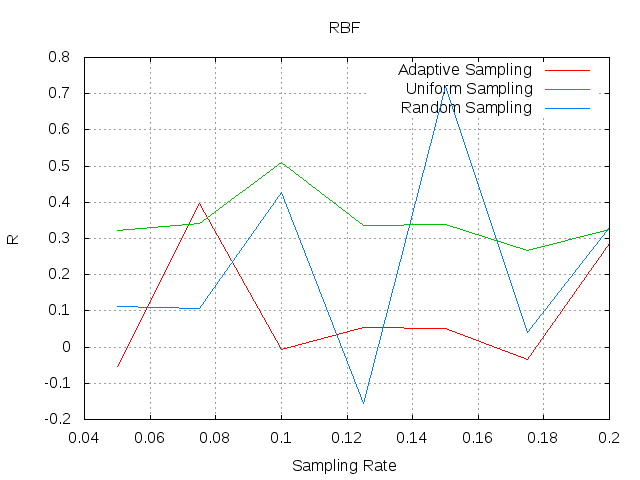 RBF
0.8
0.7
0.6
0.5
0.4
0.3
0.2
0.1
0
-0.1
-0.2
R
Adaptive Sampling
Uniform Sampling
Random Sampling
0.04 0.06 0.08 0.1 0.12 0.14 0.16 0.18 0.2
Sampling Rate